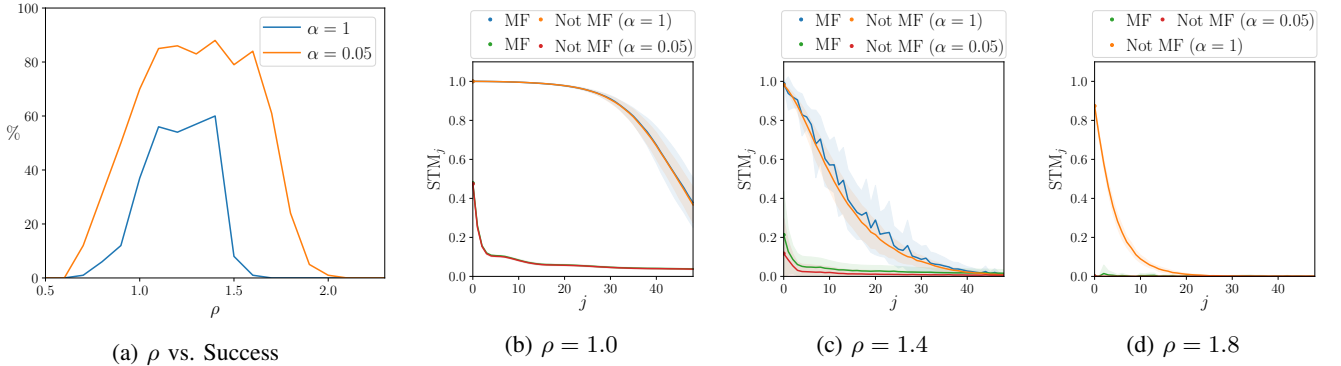 100
80
60
%
40
20
0
0.5 1.0 1.5 2.0
ρ
α = 1
α = 0.05
(a) ρ vs. Success
MF Not MF (α = 1)
MF Not MF (α = 0.05)
1.0
0.8
0.6
0.4
0.2
0.0
STM_j
0 10 20 30 40
j
(b) ρ = 1.0
MF Not MF (α = 1)
MF Not MF (α = 0.05)
1.0
0.8
0.6
0.4
0.2
0.0
STM_j
0 10 20 30 40
j
(c) ρ = 1.4
MF Not MF (α = 0.05)
Not MF (α = 1)
1.0
0.8
0.6
0.4
0.2
0.0
STM_j
0 10 20 30 40
j
(d) ρ = 1.8